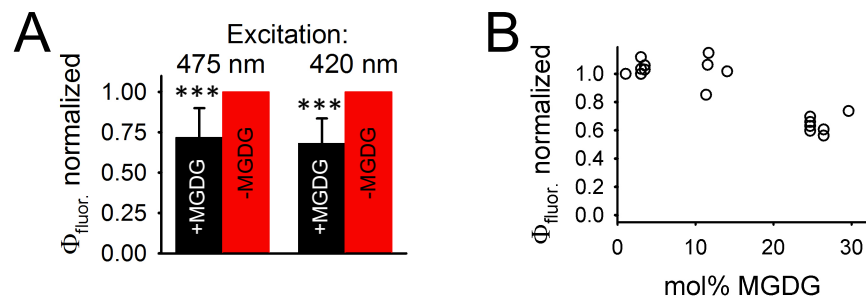 A
Excitation:
475 nm 420 nm
Φfluor. normalized
1.00
0.75
0.50
0.25
0.00
*** ***
+MGDG
-MGDG
+MGDG
-MGDG
B
Φfluor. normalized
1.0
0.8
0.6
0.4
0.2
0.0
0 10 20 30
mol% MGDG